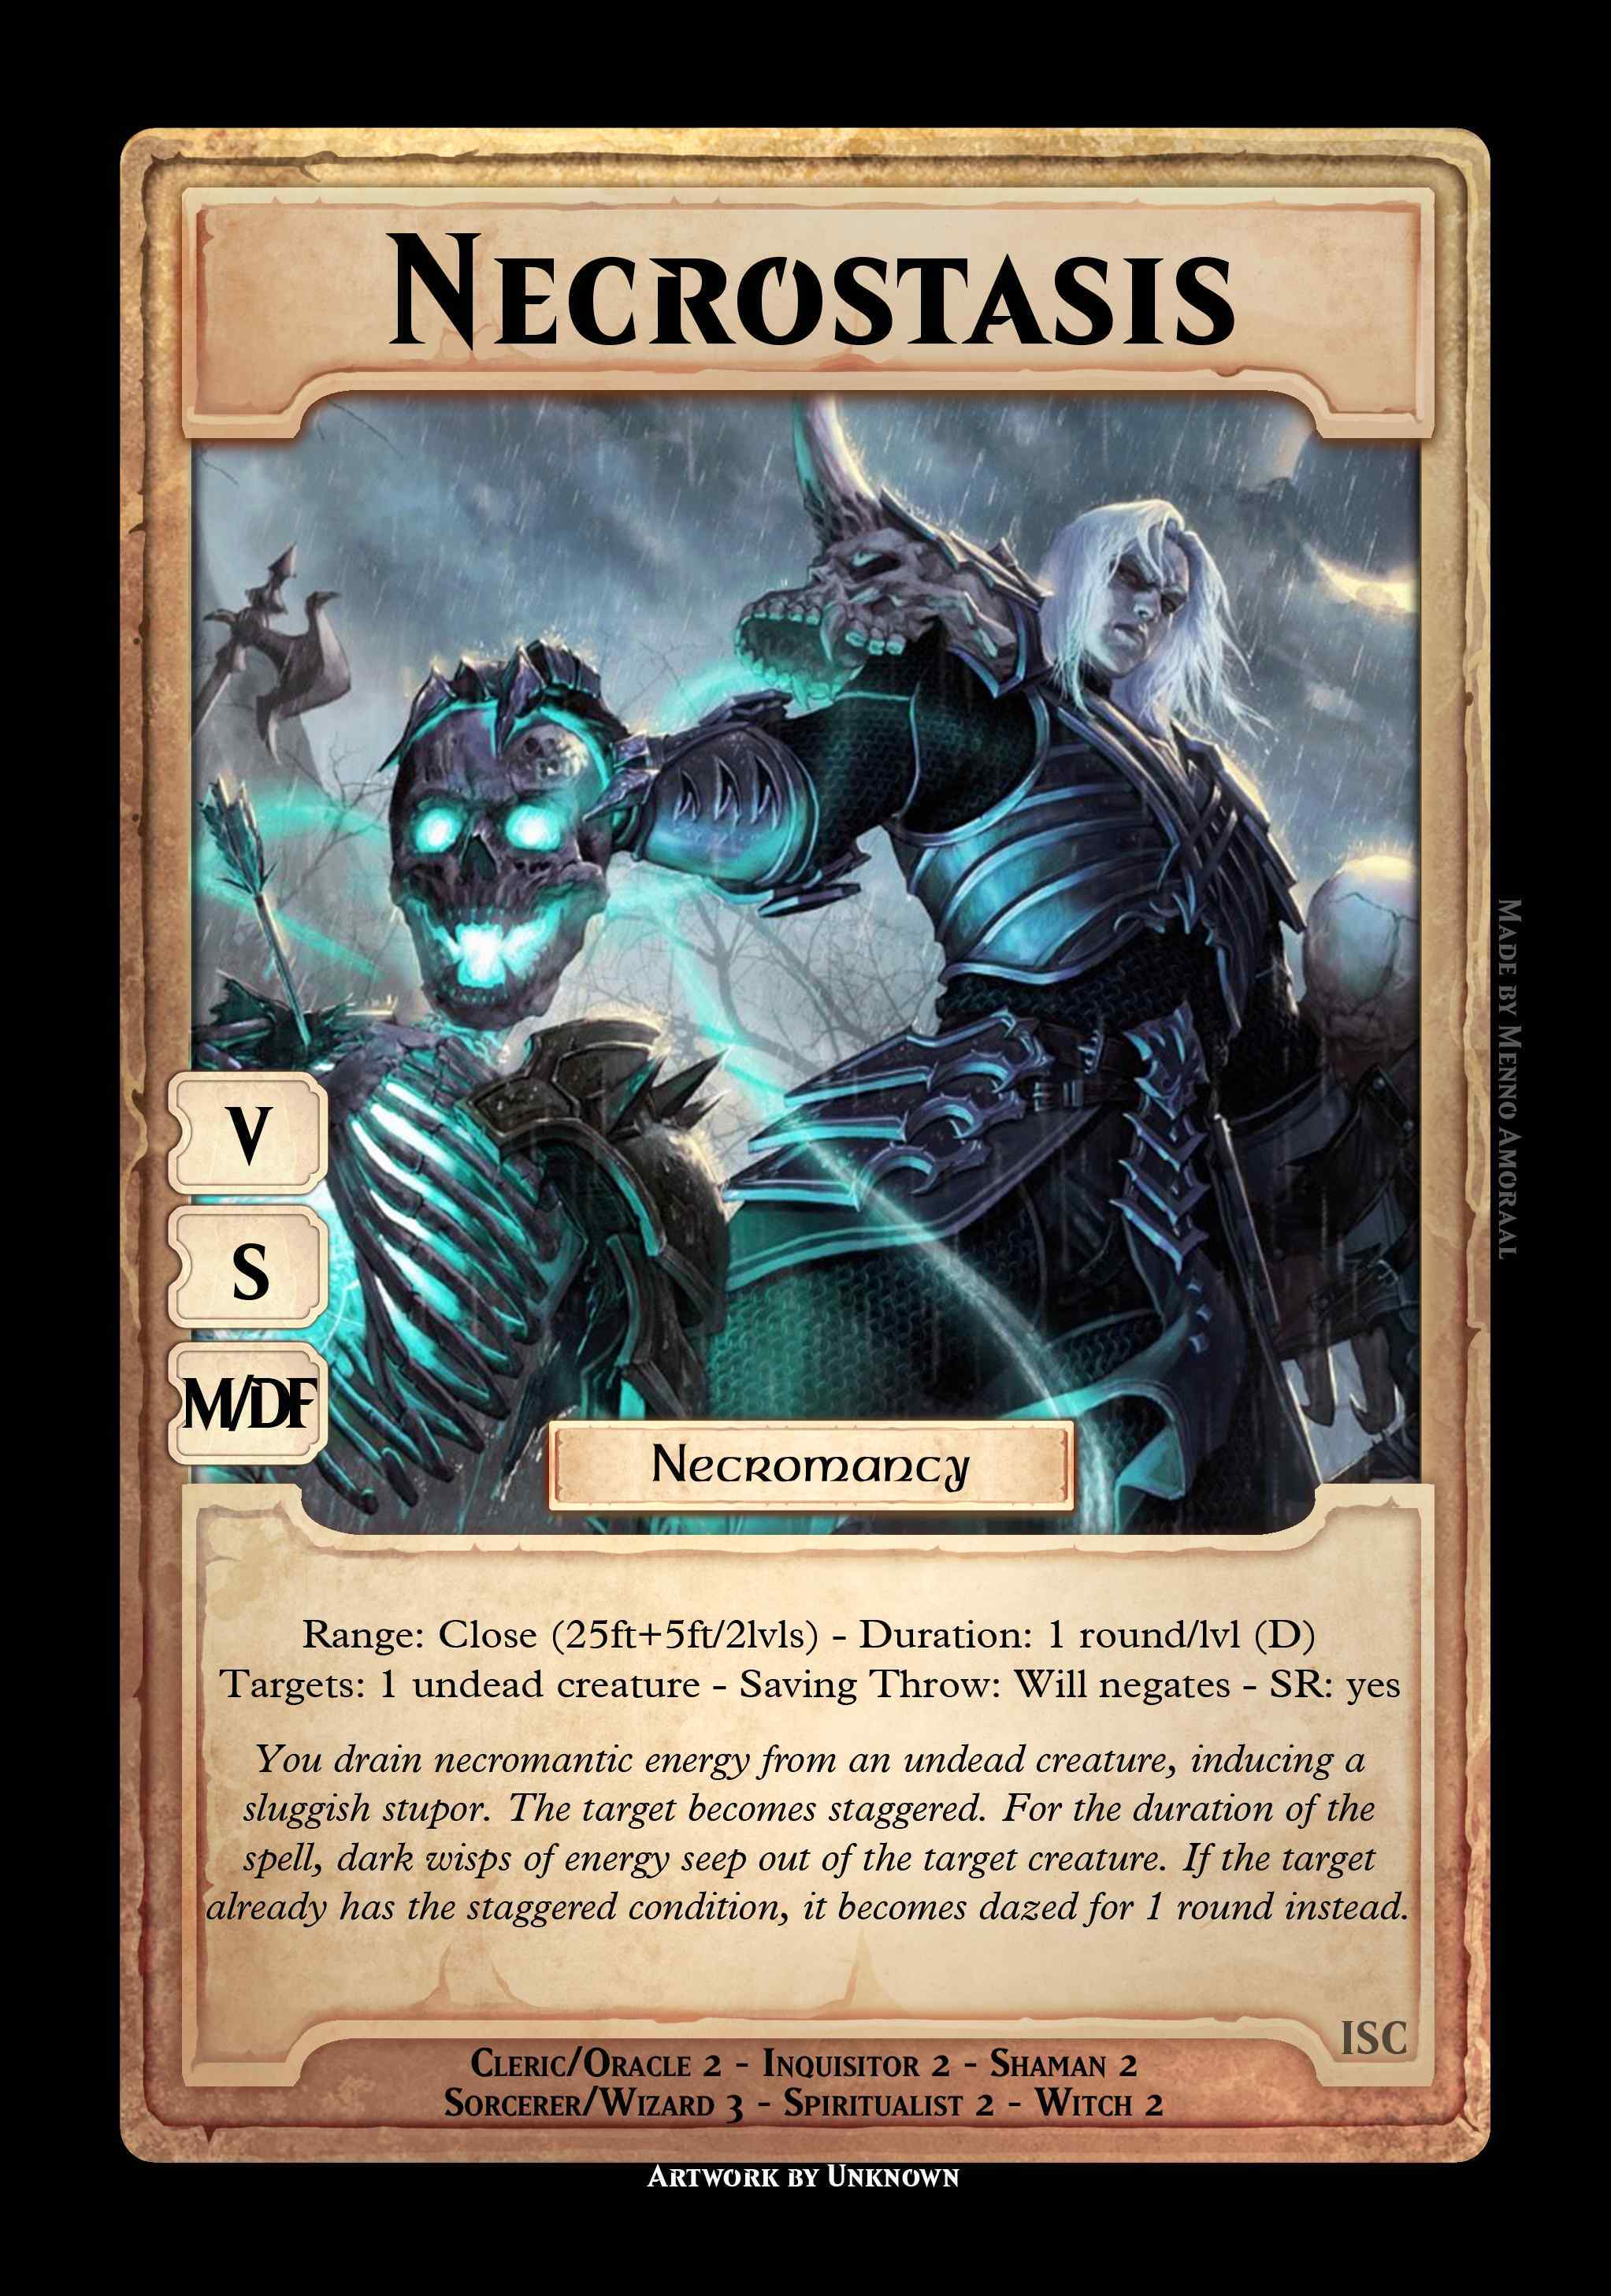 Necrostasis
V
S
M/DF
Necromancy
Range: Close (25ft+5ft/2lvls) - Duration: 1 round/lvl (D)
Targets: 1 undead creature - Saving Throw: Will negates - SR: yes
You drain necromantic energy from an undead creature, inducing a
sluggish stupor. The target becomes staggered. For the duration of the
spell, dark wisps of energy seep out of the target creature. If the target
already has the staggered condition, it becomes dazed for 1 round instead.
ISC
Cleric/Oracle 2 - Inquisitor 2 - Shaman 2
Sorcerer/Wizard 3 - Spiritualist 2 - Witch 2
Artwork by Unknown
Made by Menno Amoraal